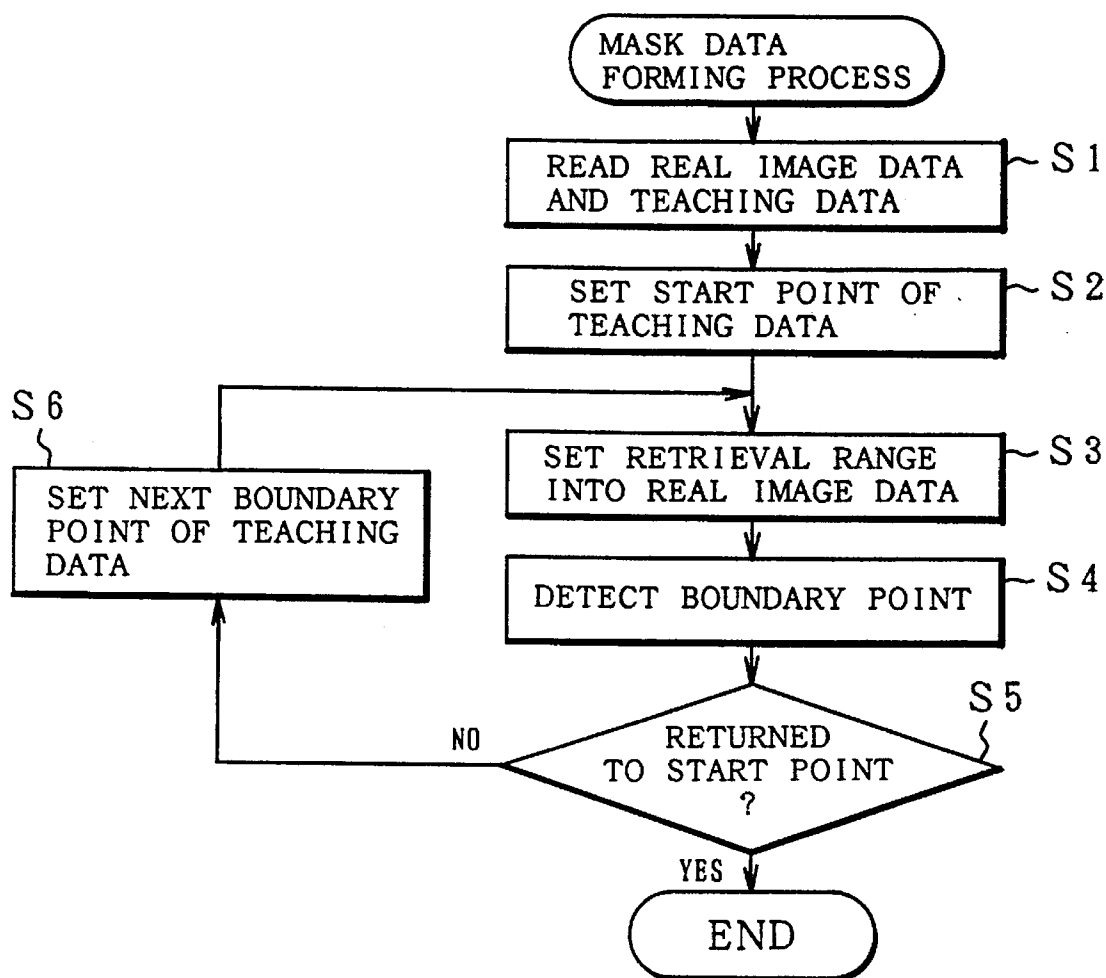 MASK DATA
FORMING PROCESS
READ REAL IMAGE DATA
AND TEACHING DATA
S1
SET START POINT OF
TEACHING DATA
S2
S6
SET NEXT BOUNDARY
POINT OF TEACHING
DATA
SET RETRIEVAL RANGE
INTO REAL IMAGE DATA
S3
DETECT BOUNDARY POINT
S4
RETURNED
TO START POINT
?
S5
NO
YES
END